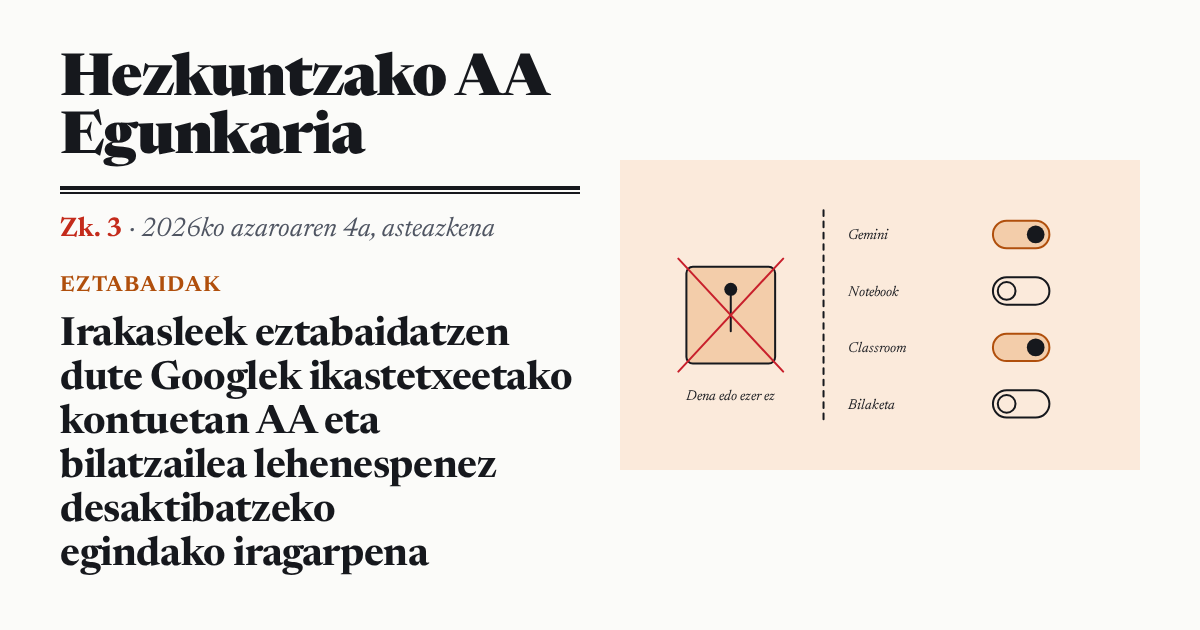 Hezkuntzako AA
Egunkaria
Zk. 3 · 2026ko azaroaren 4a, asteazkena
EZTABAIDAK
Irakasleek eztabaidatzen
dute Googlek ikastetxeetako
kontuetan AA eta
bilatzailea lehenespenez
desaktibatzeko
egindako iragarpena
Dena edo ezer ez
Gemini
Notebook
Classroom
Bilaketa